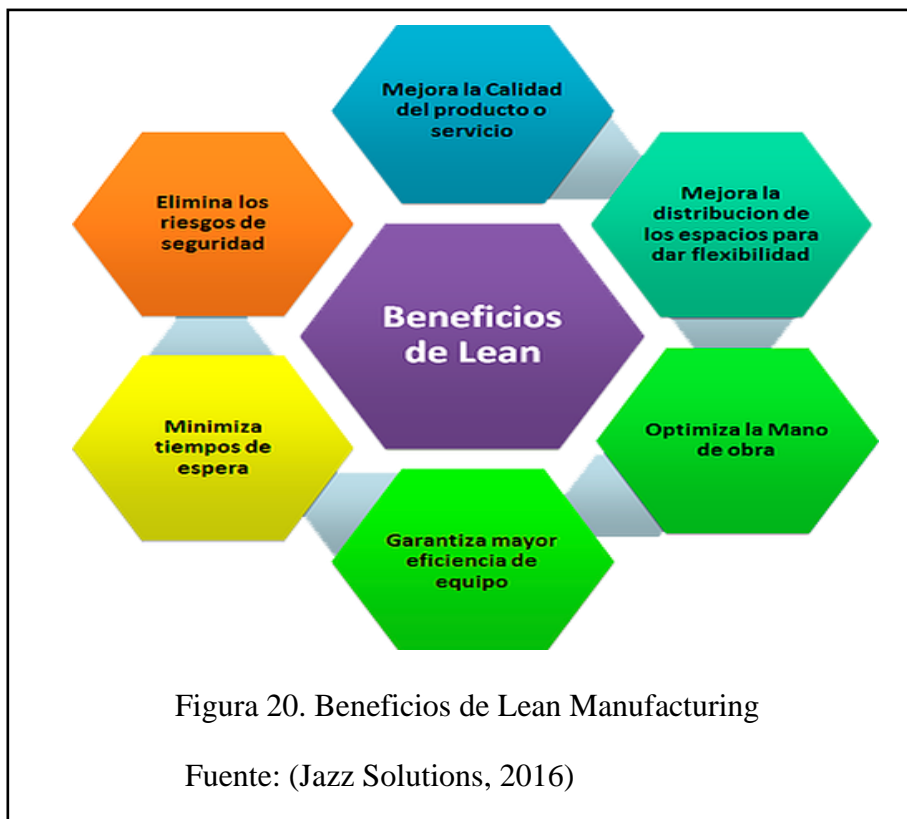 Mejora la Calidad
del producto o
servicio
Elimina los
riesgos de
seguridad
Mejora la
distribucion de
los espacios para
dar flexibilidad
Beneficios
de Lean
Minimiza
tiempos de
espera
Optimiza la Mano
de obra
Garantiza mayor
eficiencia de
equipo
Figura 20. Beneficios de Lean Manufacturing
Fuente: (Jazz Solutions, 2016)